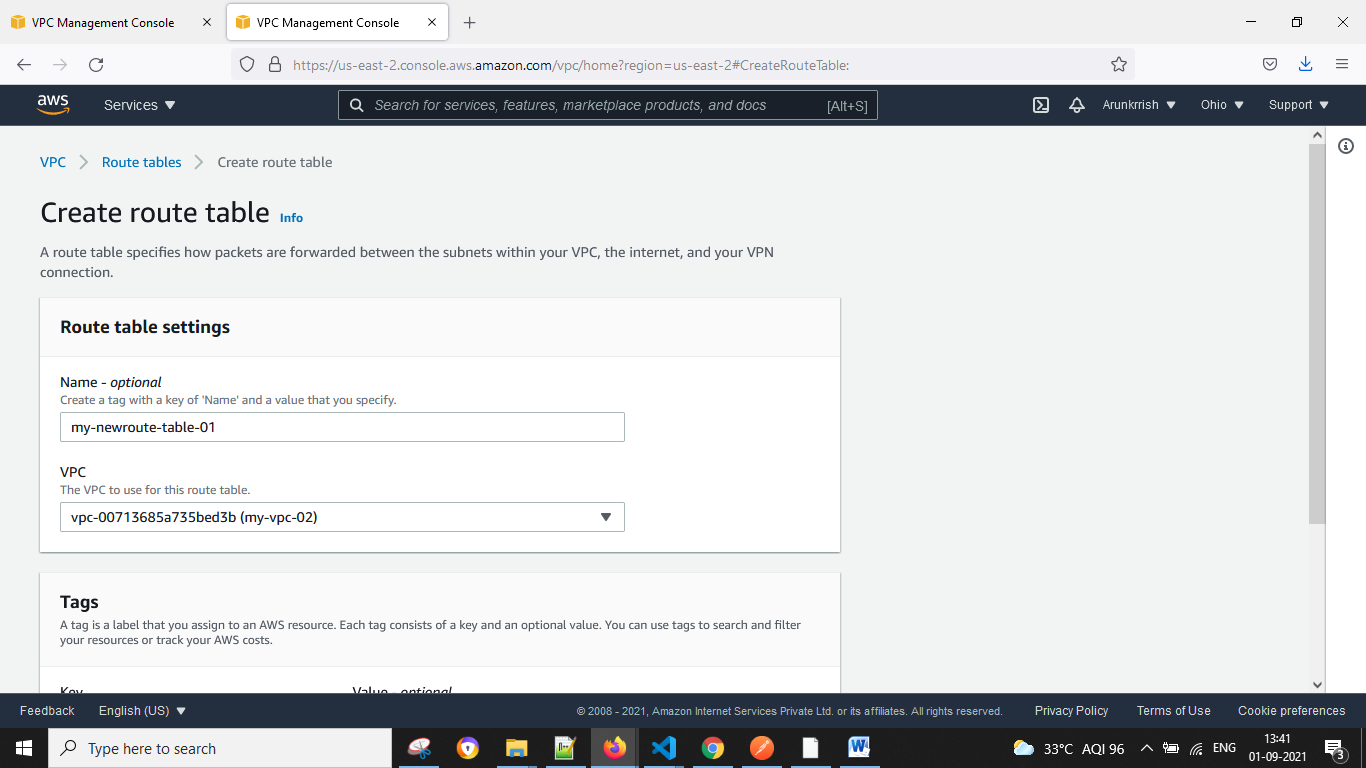 VPC Management Console
VPC Management Console
https://us-east-2.console.aws.amazon.com/vpc/home?region=us-east-2#CreateRouteTable:
aws
Services
Search for services, features, marketplace products, and docs
[Alt+S]
Arunkrrish
Ohio
Support
VPC
Route tables
Create route table
Create route table Info
A route table specifies how packets are forwarded between the subnets within your VPC, the internet, and your VPN
connection.
Route table settings
Name - optional
Create a tag with a key of 'Name' and a value that you specify.
my-newroute-table-01
VPC
The VPC to use for this route table.
vpc-00713685a735bed3b (my-vpc-02)
Tags
A tag is a label that you assign to an AWS resource. Each tag consists of a key and an optional value. You can use tags to search and filter
your resources or track your AWS costs.
Key
Value - optional
Feedback
English (US)
© 2008 - 2021, Amazon Internet Services Private Ltd. or its affiliates. All rights reserved.
Privacy Policy
Terms of Use
Cookie preferences
Type here to search
33°C AQI 96
ENG
13:41
01-09-2021
3